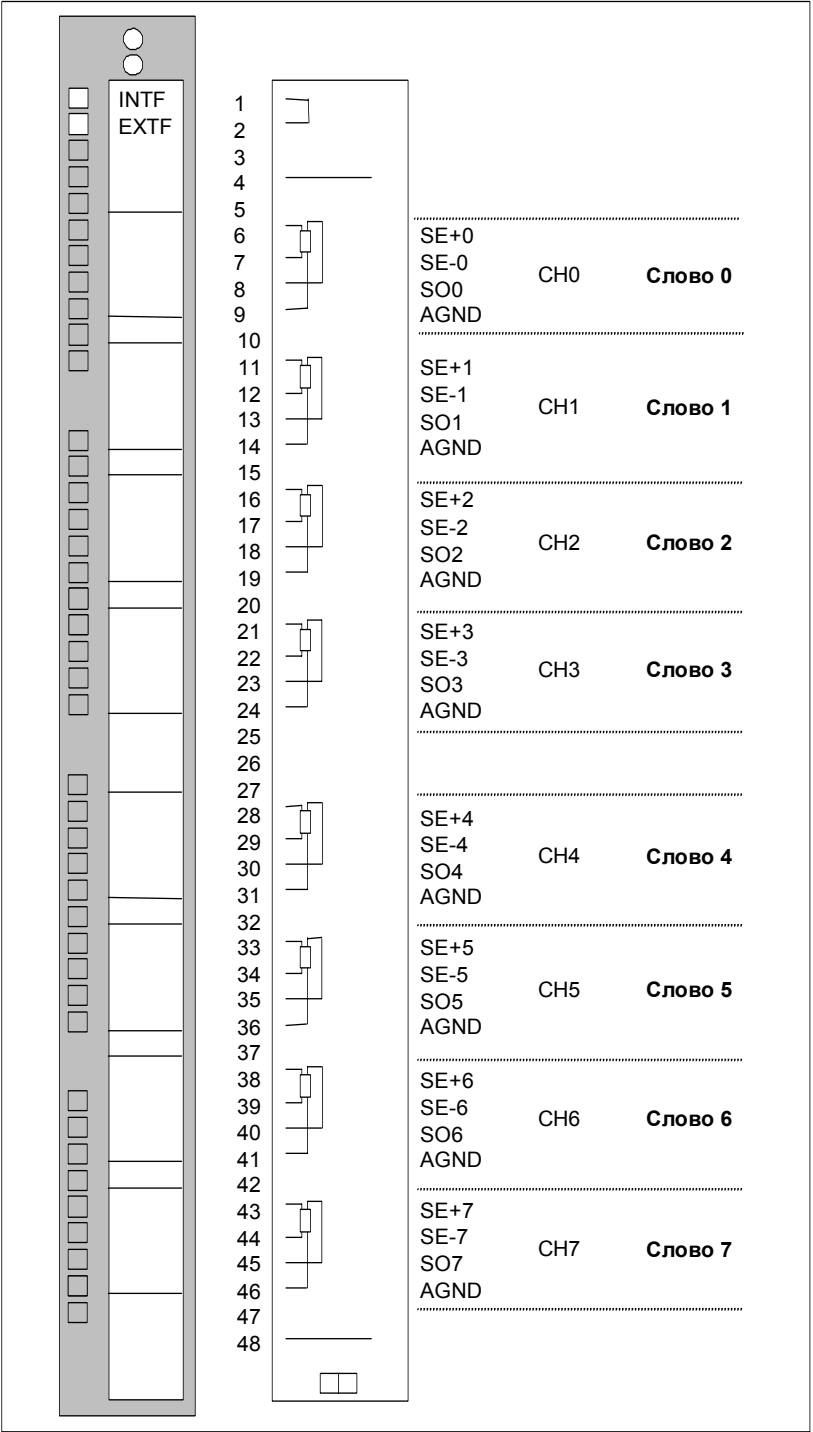 INTF
EXTF
1
2
3
4
5
6 SE+0
7 SE-0 CH0 Слово 0
8 SO0
9 AGND
10
11 SE+1
12 SE-1 CH1 Слово 1
13 SO1
14 AGND
15
16 SE+2
17 SE-2 CH2 Слово 2
18 SO2
19 AGND
20
21 SE+3
22 SE-3 CH3 Слово 3
23 SO3
24 AGND
25
26
27
28 SE+4
29 SE-4 CH4 Слово 4
30 SO4
31 AGND
32
33 SE+5
34 SE-5 CH5 Слово 5
35 SO5
36 AGND
37
38 SE+6
39 SE-6 CH6 Слово 6
40 SO6
41 AGND
42
43 SE+7
44 SE-7 CH7 Слово 7
45 SO7
46 AGND
47
48